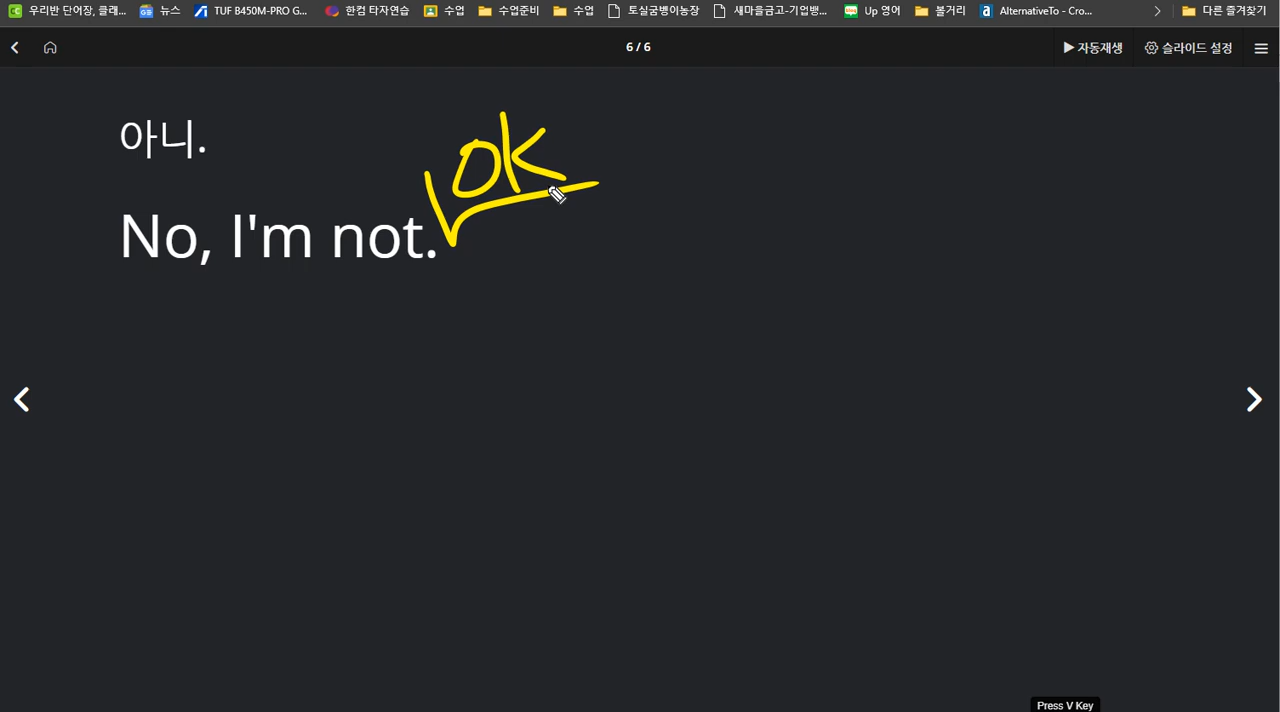 우리반 단어장, 클래... 뉴스 TUF B450M-PRO G... 한컴 타자연습 수업 수업준비 수업 토실굼벵이농장 새마을금고-기업뱅... Up 영어 볼거리 AlternativeTo - Cro... 다른 즐겨찾기
6 / 6 자동재생 슬라이드 설정
아니.
ok
No, I'm not.
Press V Key